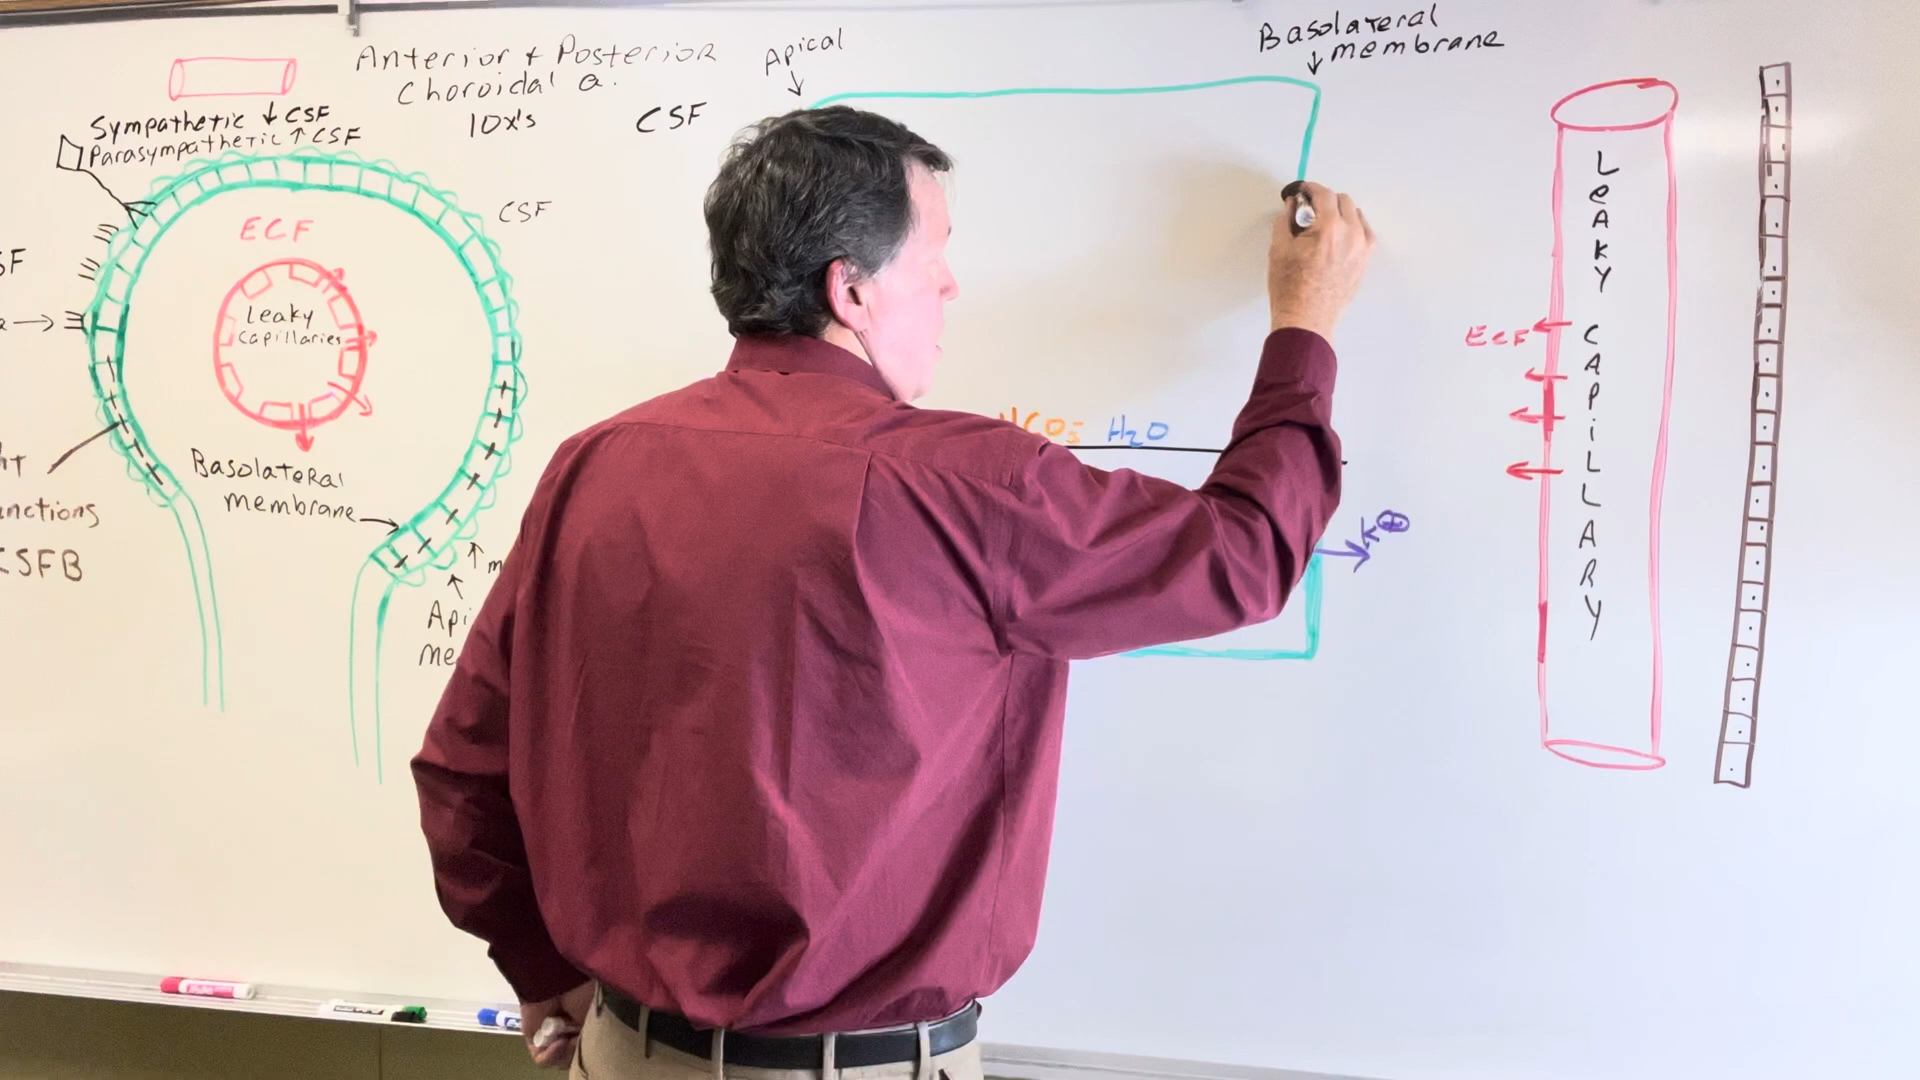 Anterior + Posterior
Choroidal a.
10x's
Sympathetic ↓ CSF
Parasympathetic ↑ CSF
CSF
CSF
ECF
Leaky
Capillaries
Basolateral
membrane
unctions
CSFB
Apical
Basolateral
membrane
H2O
K+
ECF
LeAKY CAPiLLARY